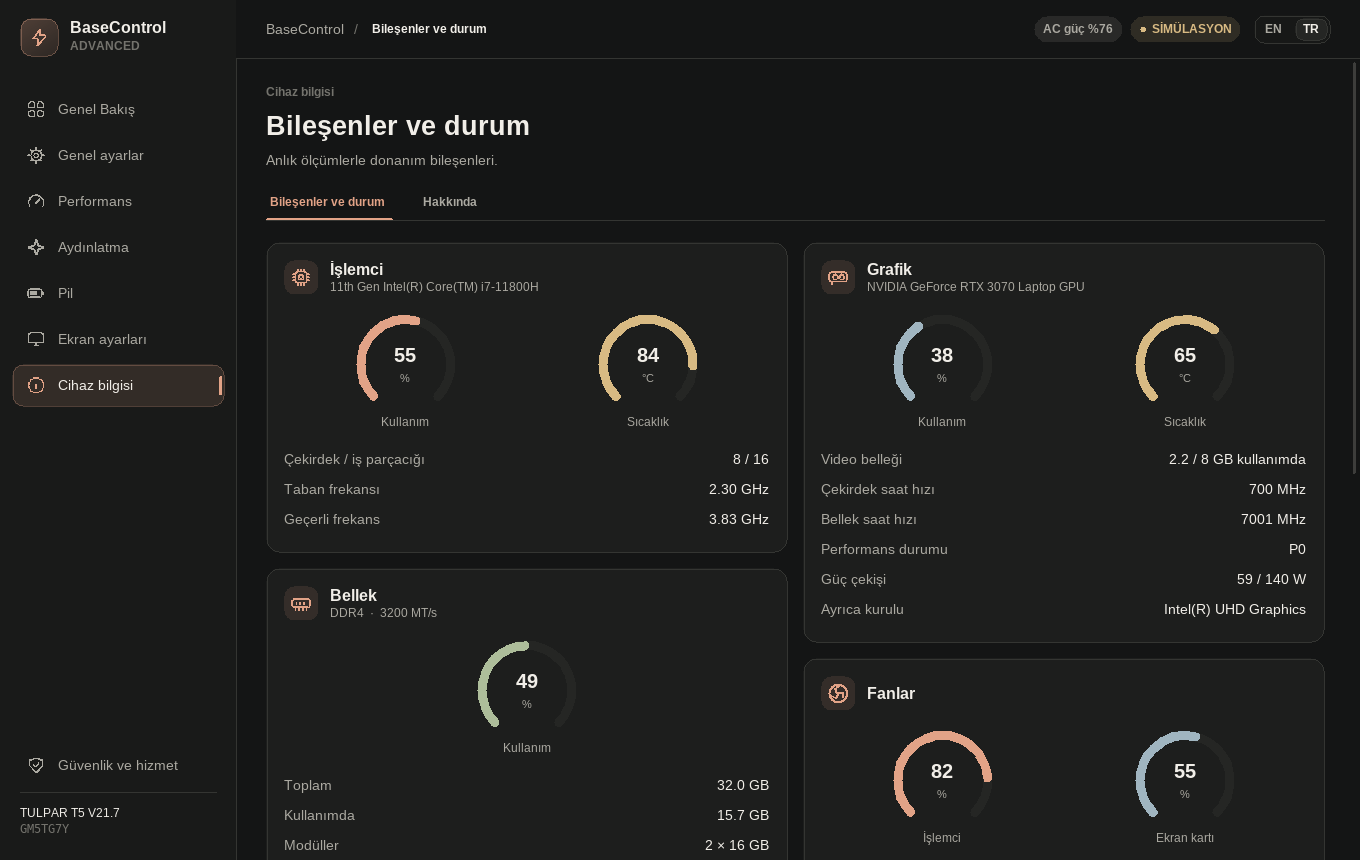 BaseControl
ADVANCED
Genel Bakış
Genel ayarlar
Performans
Aydınlatma
Pil
Ekran ayarları
Cihaz bilgisi
Güvenlik ve hizmet
TULPAR T5 V21.7
GM5TG7Y
BaseControl / Bileşenler ve durum
AC güç %76
SİMÜLASYON
EN TR
Cihaz bilgisi
Bileşenler ve durum
Anlık ölçümlerle donanım bileşenleri.
Bileşenler ve durum
Hakkında
İşlemci
11th Gen Intel(R) Core(TM) i7-11800H
55
%
Kullanım
84
°C
Sıcaklık
Çekirdek / iş parçacığı 8 / 16
Taban frekansı 2.30 GHz
Geçerli frekans 3.83 GHz
Bellek
DDR4 · 3200 MT/s
49
%
Kullanım
Toplam 32.0 GB
Kullanımda 15.7 GB
Modüller 2 × 16 GB
Grafik
NVIDIA GeForce RTX 3070 Laptop GPU
38
%
Kullanım
65
°C
Sıcaklık
Video belleği 2.2 / 8 GB kullanımda
Çekirdek saat hızı 700 MHz
Bellek saat hızı 7001 MHz
Performans durumu P0
Güç çekişi 59 / 140 W
Ayrıca kurulu Intel(R) UHD Graphics
Fanlar
82
%
İşlemci
55
%
Ekran kartı